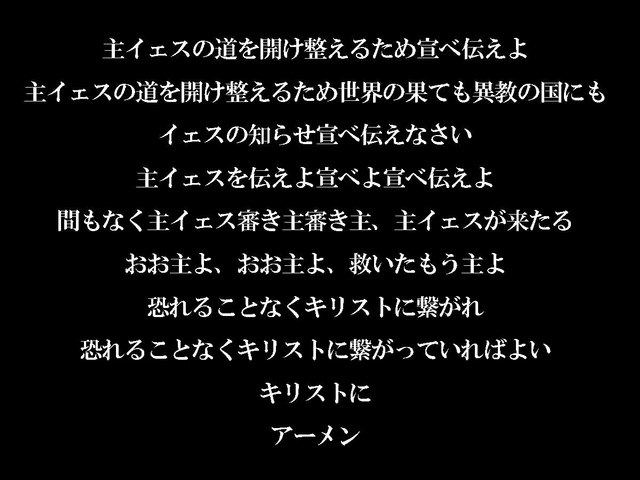 主イェスの道を開け整えるため宣べ伝えよ
主イェスの道を開け整えるため世界の果ても異教の国にも
イェスの知らせ宣べ伝えなさい
主イェスを伝えよ宣べよ宣べ伝えよ
間もなく主イェス審き主審き主、主イェスが来たる
おお主よ、おお主よ、救いたもう主よ
恐れることなくキリストに繋がれ
恐れることなくキリストに繋がっていればよい
キリストに
アーメン